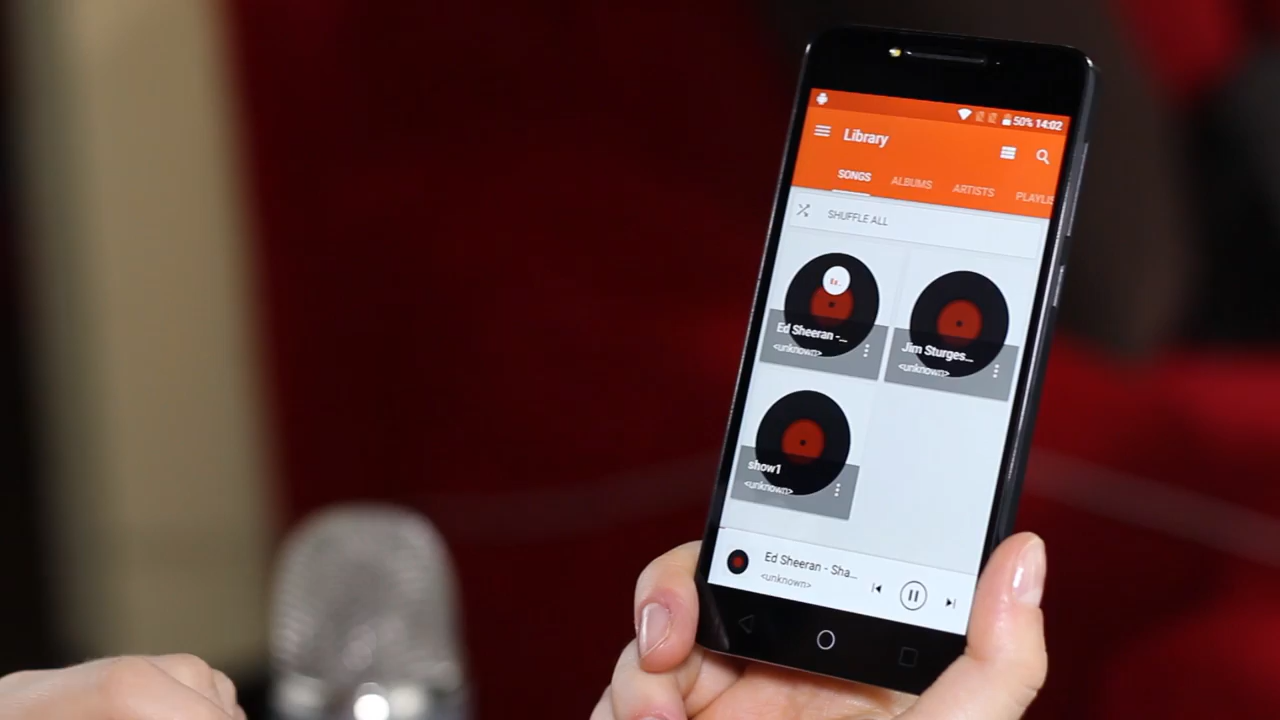 50% 14:02
Library
SONGS ALBUMS ARTISTS PLAYLIS
SHUFFLE ALL
Ed Sheeran -...
<unknown>
Jim Sturges...
<unknown>
show1
<unknown>
Ed Sheeran - Sha...
<unknown>